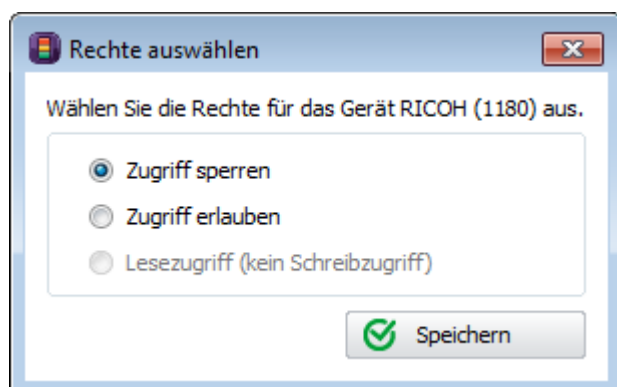 Rechte auswählen
Wählen Sie die Rechte für das Gerät RICOH (1180) aus.
Zugriff sperren
Zugriff erlauben
Lesezugriff (kein Schreibzugriff)
Speichern